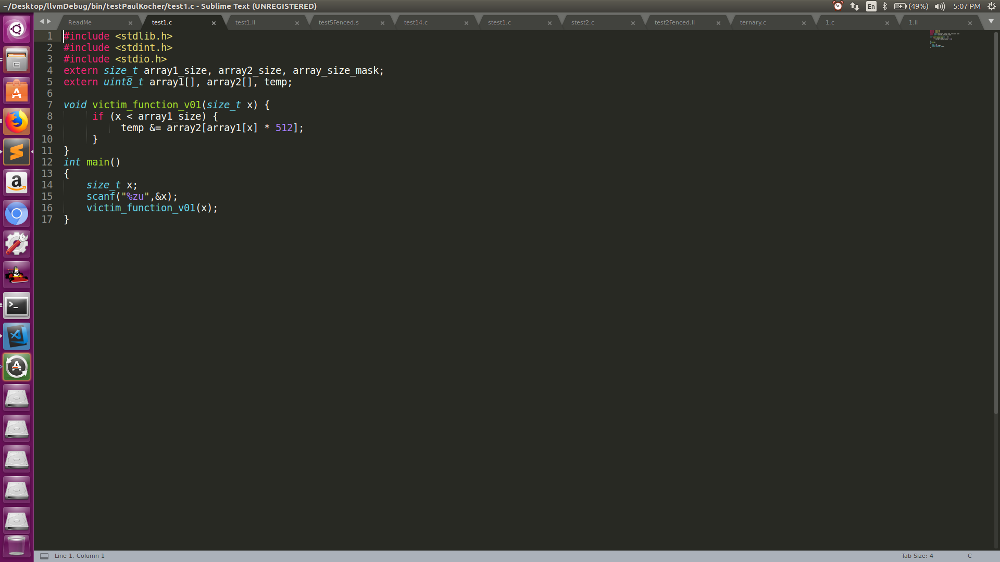 ~/Desktop/llvmDebug/bin/testPaulKocher/test1.c - Sublime Text (UNREGISTERED)
En
(49%)
5:07 PM
ReadMe
test1.c
test1.ll
test5Fenced.s
test14.c
stest1.c
stest2.c
test2Fenced.ll
ternary.c
1.c
1.ll
1 #include <stdlib.h>
2 #include <stdint.h>
3 #include <stdio.h>
4 extern size_t array1_size, array2_size, array_size_mask;
5 extern uint8_t array1[], array2[], temp;
6
7 void victim_function_v01(size_t x) {
8 if (x < array1_size) {
9 temp &= array2[array1[x] * 512];
10 }
11 }
12 int main()
13 {
14 size_t x;
15 scanf("%zu",&x);
16 victim_function_v01(x);
17 }
Line 1, Column 1
Tab Size: 4
C